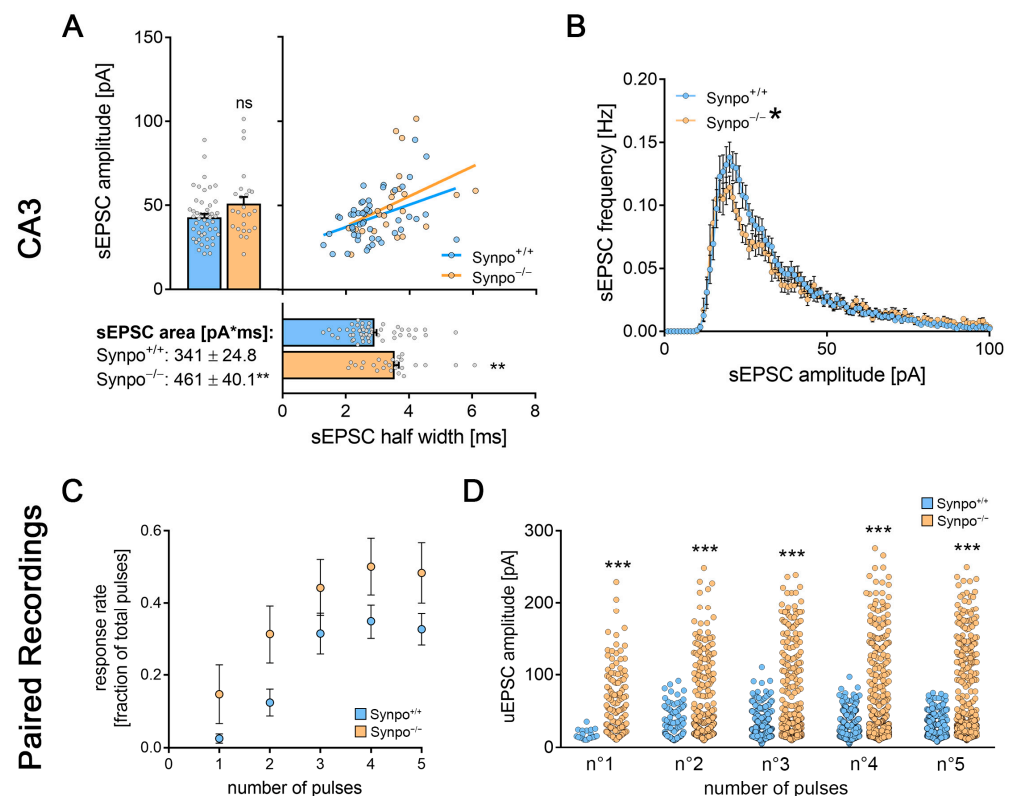 CA3
A
150
100
50
0
sEPSC amplitude [pA]
ns
Synpo+/+
Synpo−/−
sEPSC area [pA*ms]:
Synpo+/+: 341 ± 24.8
Synpo−/−: 461 ± 40.1**
**
0 2 4 6 8
sEPSC half width [ms]
B
0.20
0.15
0.10
0.05
0.00
sEPSC frequency [Hz]
Synpo+/+
Synpo−/− *
0 50 100
sEPSC amplitude [pA]
Paired Recordings
C
0.6
0.4
0.2
0.0
response rate
[fraction of total pulses]
Synpo+/+
Synpo−/−
0 1 2 3 4 5
number of pulses
D
Synpo+/+
Synpo−/−
300
200
100
0
uEPSC amplitude [pA]
*** *** *** *** ***
n°1 n°2 n°3 n°4 n°5
number of pulses